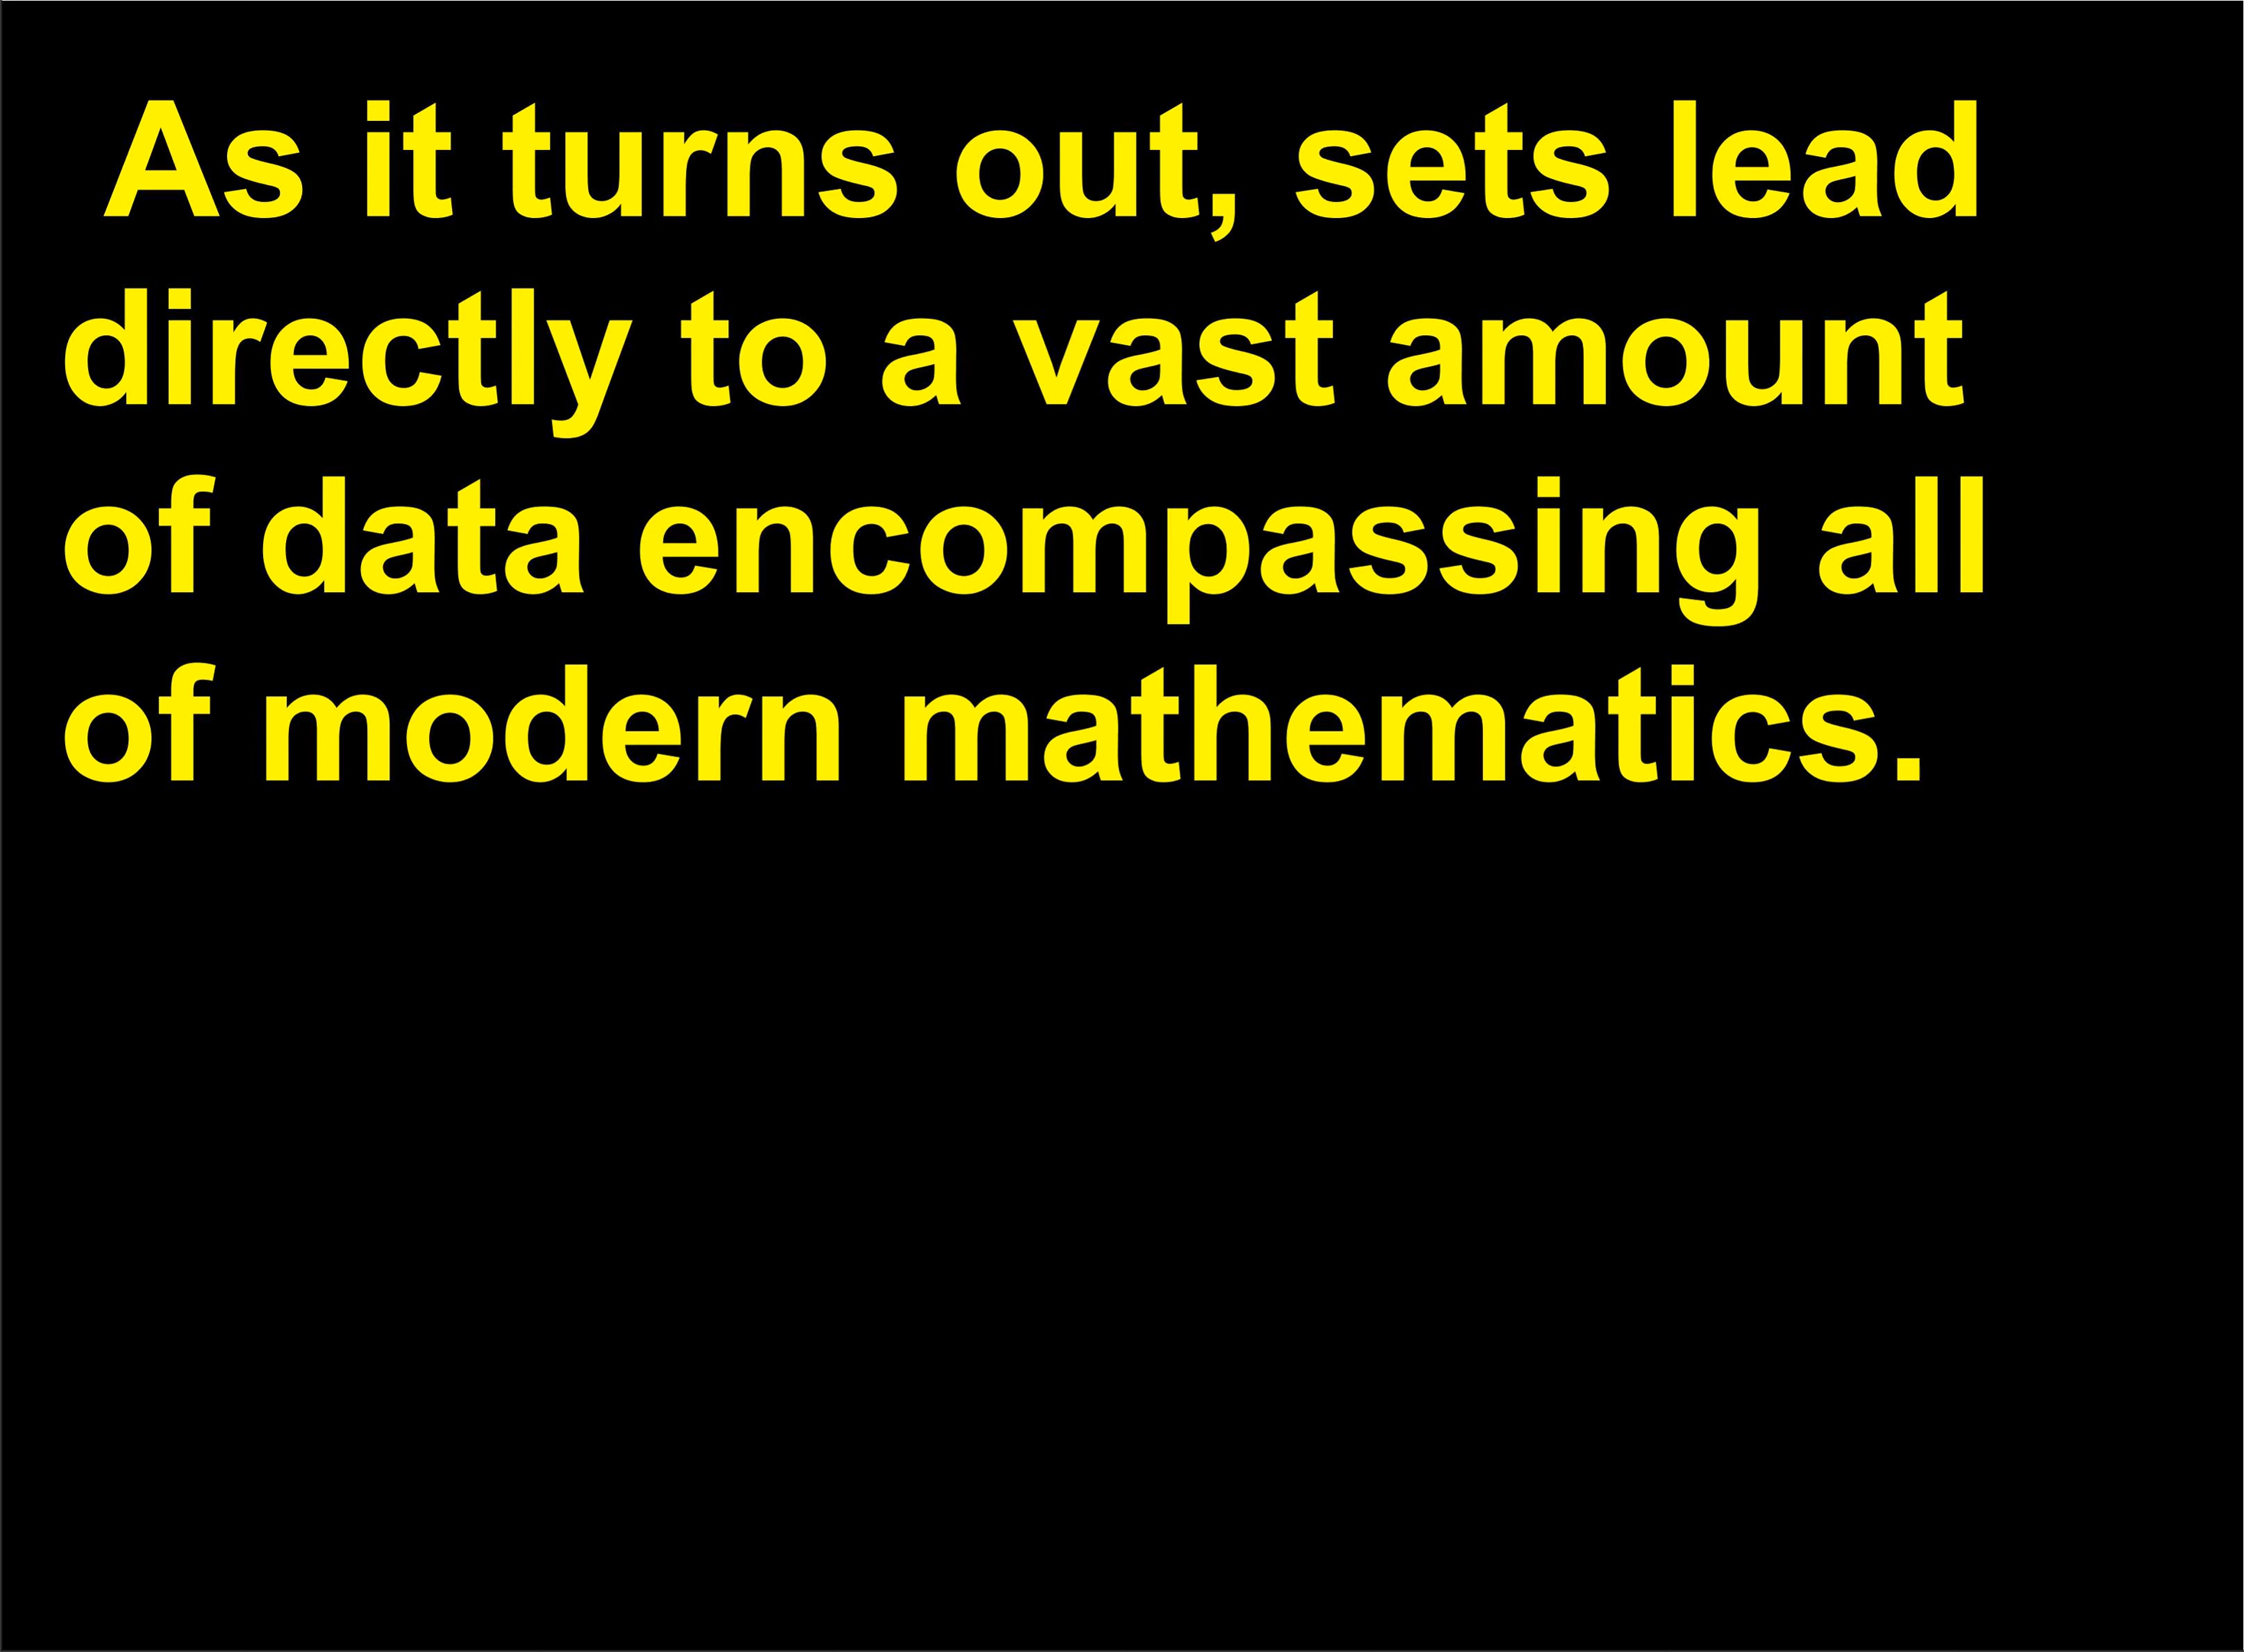 As it turns out, sets lead
directly to a vast amount
of data encompassing all
of modern mathematics.